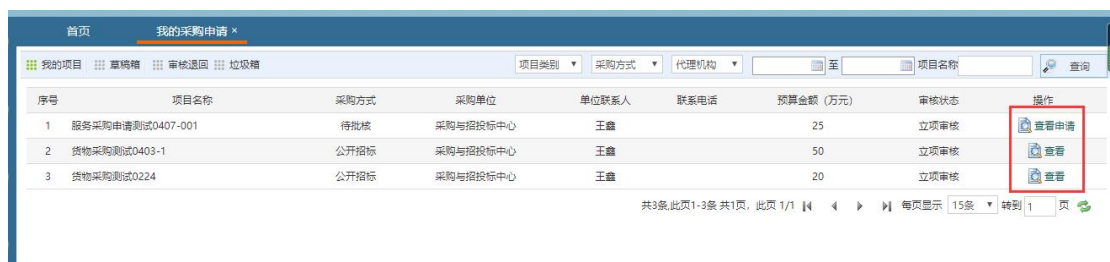 首页 我的采购申请 ×
我的项目 草稿箱 审核退回 垃圾箱 项目类别 采购方式 代理机构 至 项目名称 查询
序号 项目名称 采购方式 采购单位 单位联系人 联系电话 预算金额（万元） 审核状态 操作
1 服务采购申请测试0407-001 待批核 采购与招投标中心 王鑫 25 立项审核 查看申请
2 货物采购测试0403-1 公开招标 采购与招投标中心 王鑫 50 立项审核 查看
3 货物采购测试0224 公开招标 采购与招投标中心 王鑫 20 立项审核 查看
共3条,此页1-3条 共1页, 此页 1/1 每页显示 15条 转到 1 页